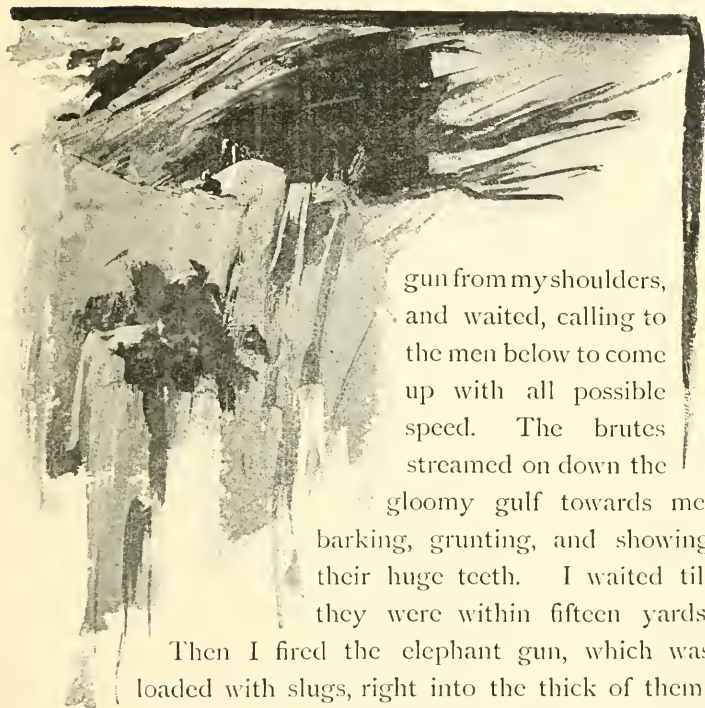 gun from my shoulders,
and waited, calling to
the men below to come
up with all possible
speed. The brutes
streamed on down the
gloomy gulf towards me
barking, grunting, and showing
their huge teeth. I waited til
they were within fifteen yards
Then I fired the elephant gun, which was
loaded with slugs, right into the thick of them